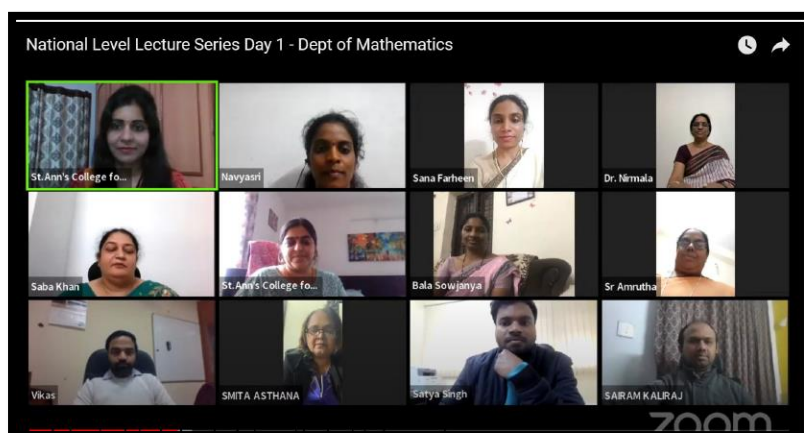 National Level Lecture Series Day 1 - Dept of Mathematics
St.Ann's College fo...
Navyasri
Sana Farheen
Dr. Nirmala
Saba Khan
St.Ann's College fo...
Bala Sowjanya
Sr Amrutha
Vikas
SMITA ASTHANA
Satya Singh
SAIRAM KALIRAJ
zoom